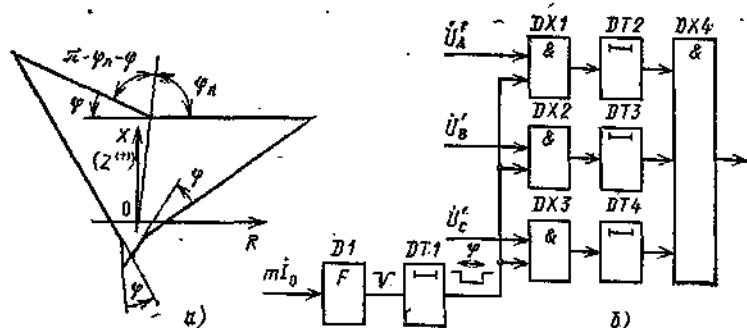 π-φл-φ
φл
φ
X
(Z⁽¹⁾)
φ
0
R
φ
а)
U̇'A
DX1
&
DT2
DX4
&
U̇'B
DX2
&
DT3
U̇'C
DX3
&
DT4
mİ0
D1
F
DT1
φ
б)